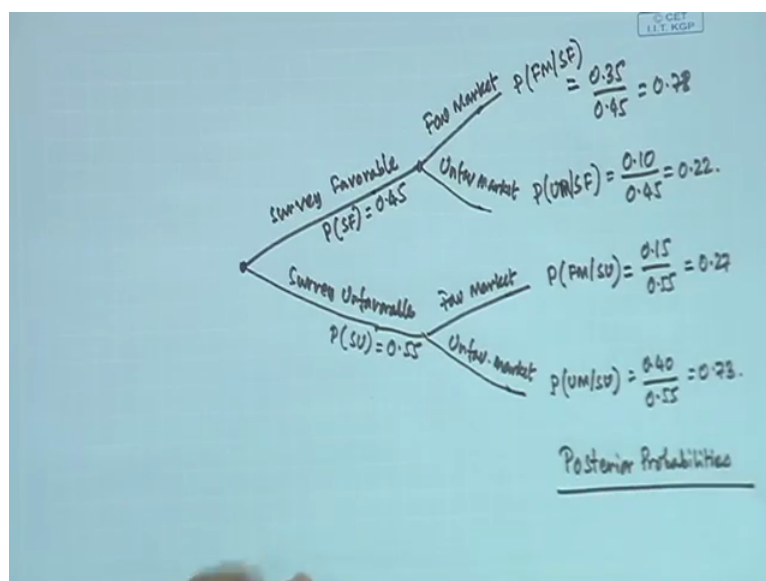 © CET
I.I.T. KGP
Fav Market
P(FM/SF)
= 0.35/0.45 = 0.78
Survey Favorable
P(SF) = 0.45
Unfav market
P(UM/SF) = 0.10/0.45 = 0.22.
Survey Unfavorable
P(SU) = 0.55
Fav Market
P(FM/SU) = 0.15/0.55 = 0.27
Unfav. market
P(UM/SU) = 0.40/0.55 = 0.73.
Posterior Probabilities